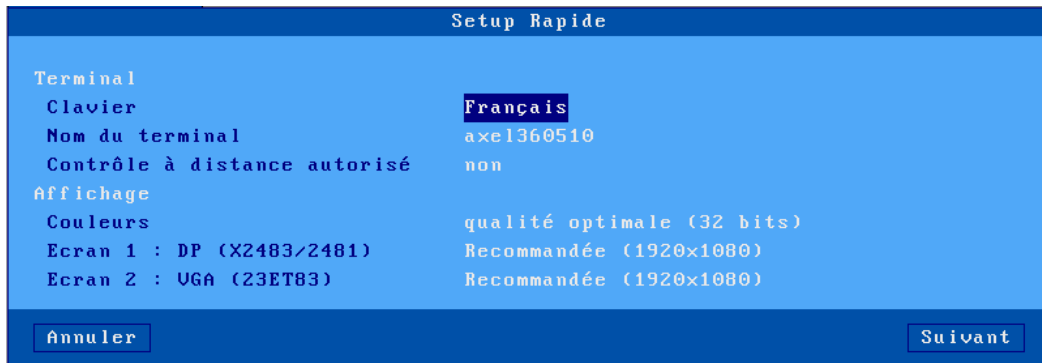 Setup Rapide
Terminal
Clavier Français
Nom du terminal axel360510
Contrôle à distance autorisé non
Affichage
Couleurs qualité optimale (32 bits)
Ecran 1 : DP (X2483/2481) Recommandée (1920x1080)
Ecran 2 : VGA (23ET83) Recommandée (1920x1080)
Annuler Suivant